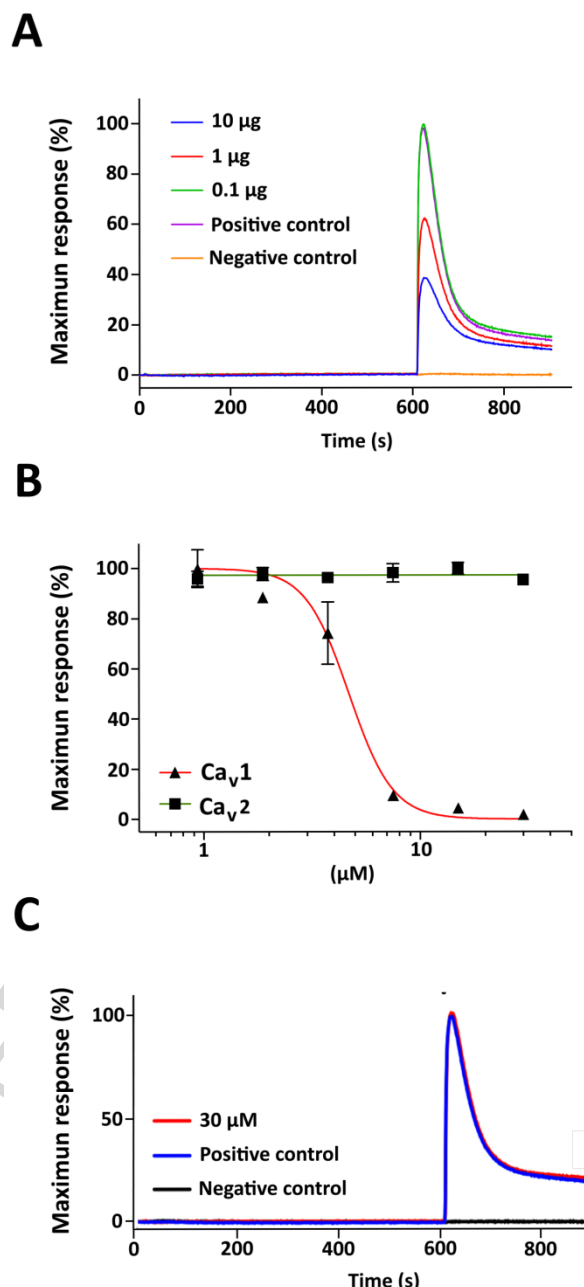 A
Maximun response (%)
100
80
60
40
20
0
10 µg
1 µg
0.1 µg
Positive control
Negative control
0
200
400
600
800
Time (s)
B
Maximun response (%)
100
80
60
40
20
0
Cav1
Cav2
1
10
(µM)
C
Maximun response (%)
100
50
0
30 µM
Positive control
Negative control
0
200
400
600
800
Time (s)